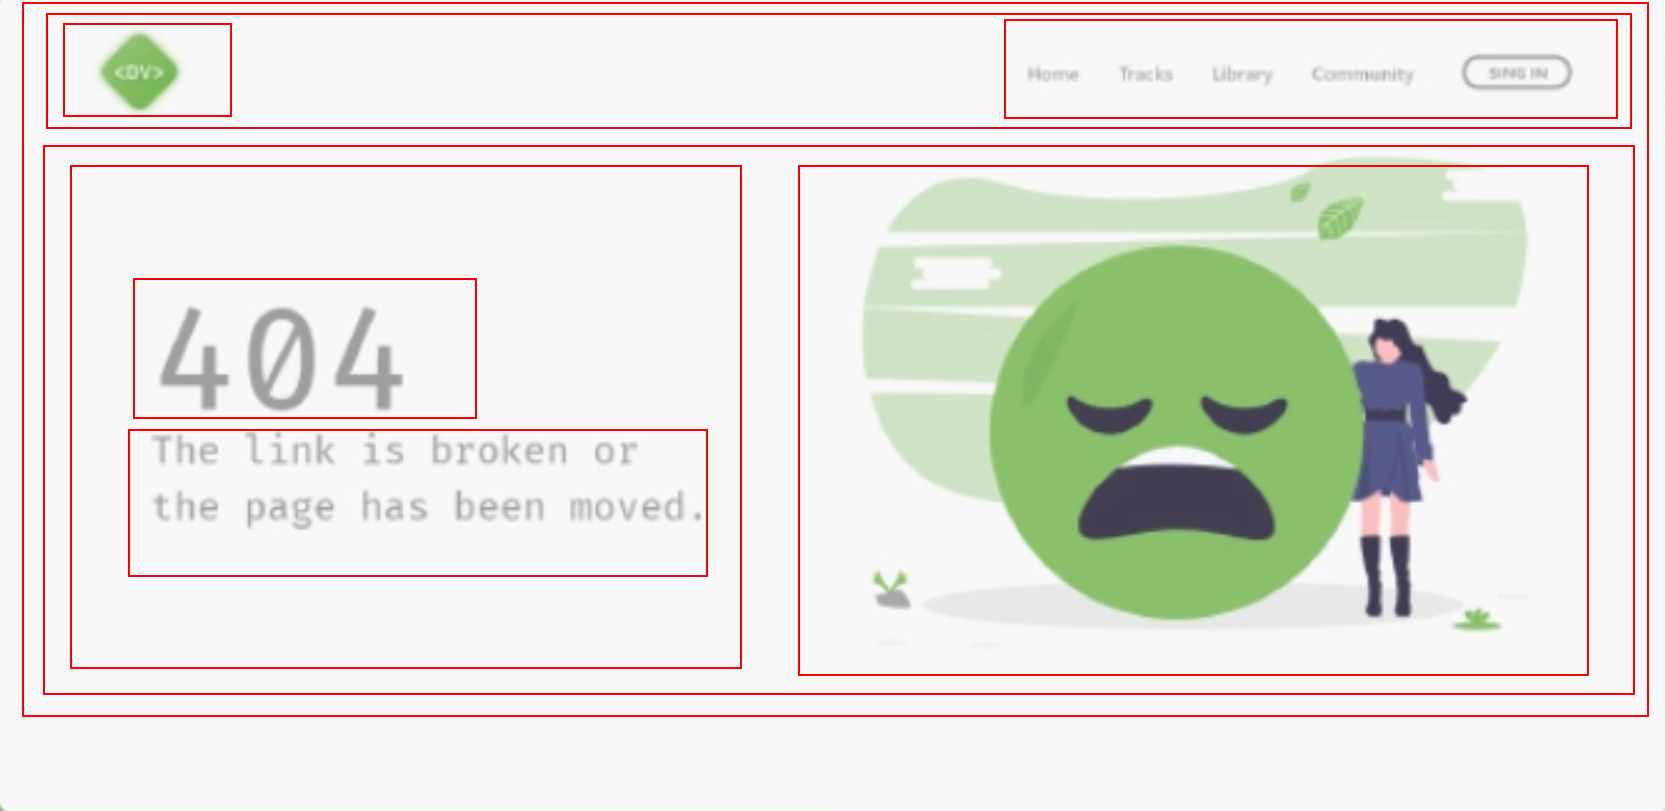 <DV>
Home Tracks Library Community SING IN
404
The link is broken or
the page has been moved.